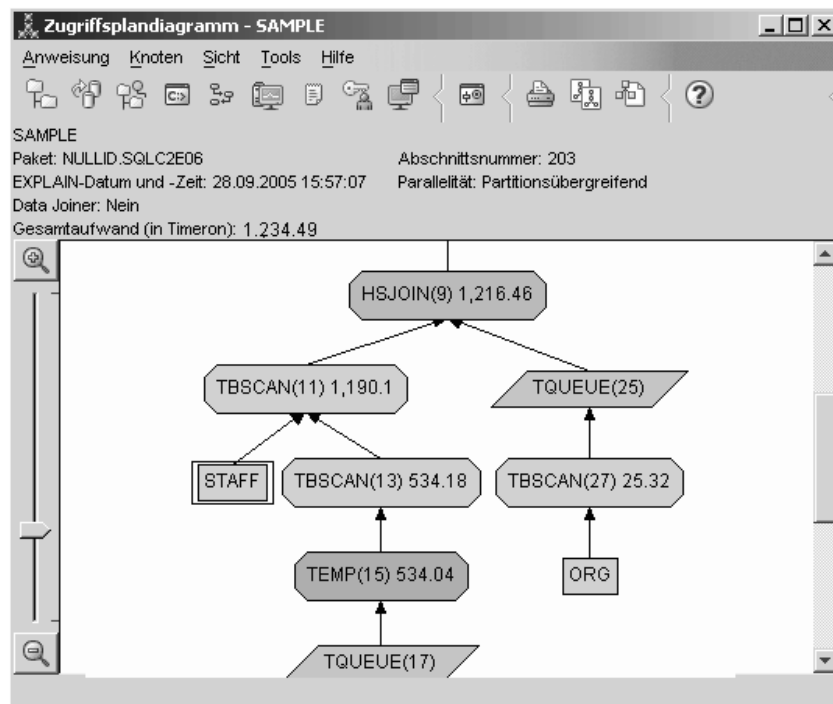 Zugriffsplandiagramm - SAMPLE
Anweisung Knoten Sicht Tools Hilfe
SAMPLE
Paket: NULLID.SQLC2E06 Abschnittsnummer: 203
EXPLAIN-Datum und -Zeit: 28.09.2005 15:57:07 Parallelität: Partitionsübergreifend
Data Joiner: Nein
Gesamtaufwand (in Timeron): 1.234.49
HSJOIN(9) 1,216.46
TBSCAN(11) 1,190.1 TQUEUE(25)
STAFF TBSCAN(13) 534.18 TBSCAN(27) 25.32
TEMP(15) 534.04 ORG
TQUEUE(17)